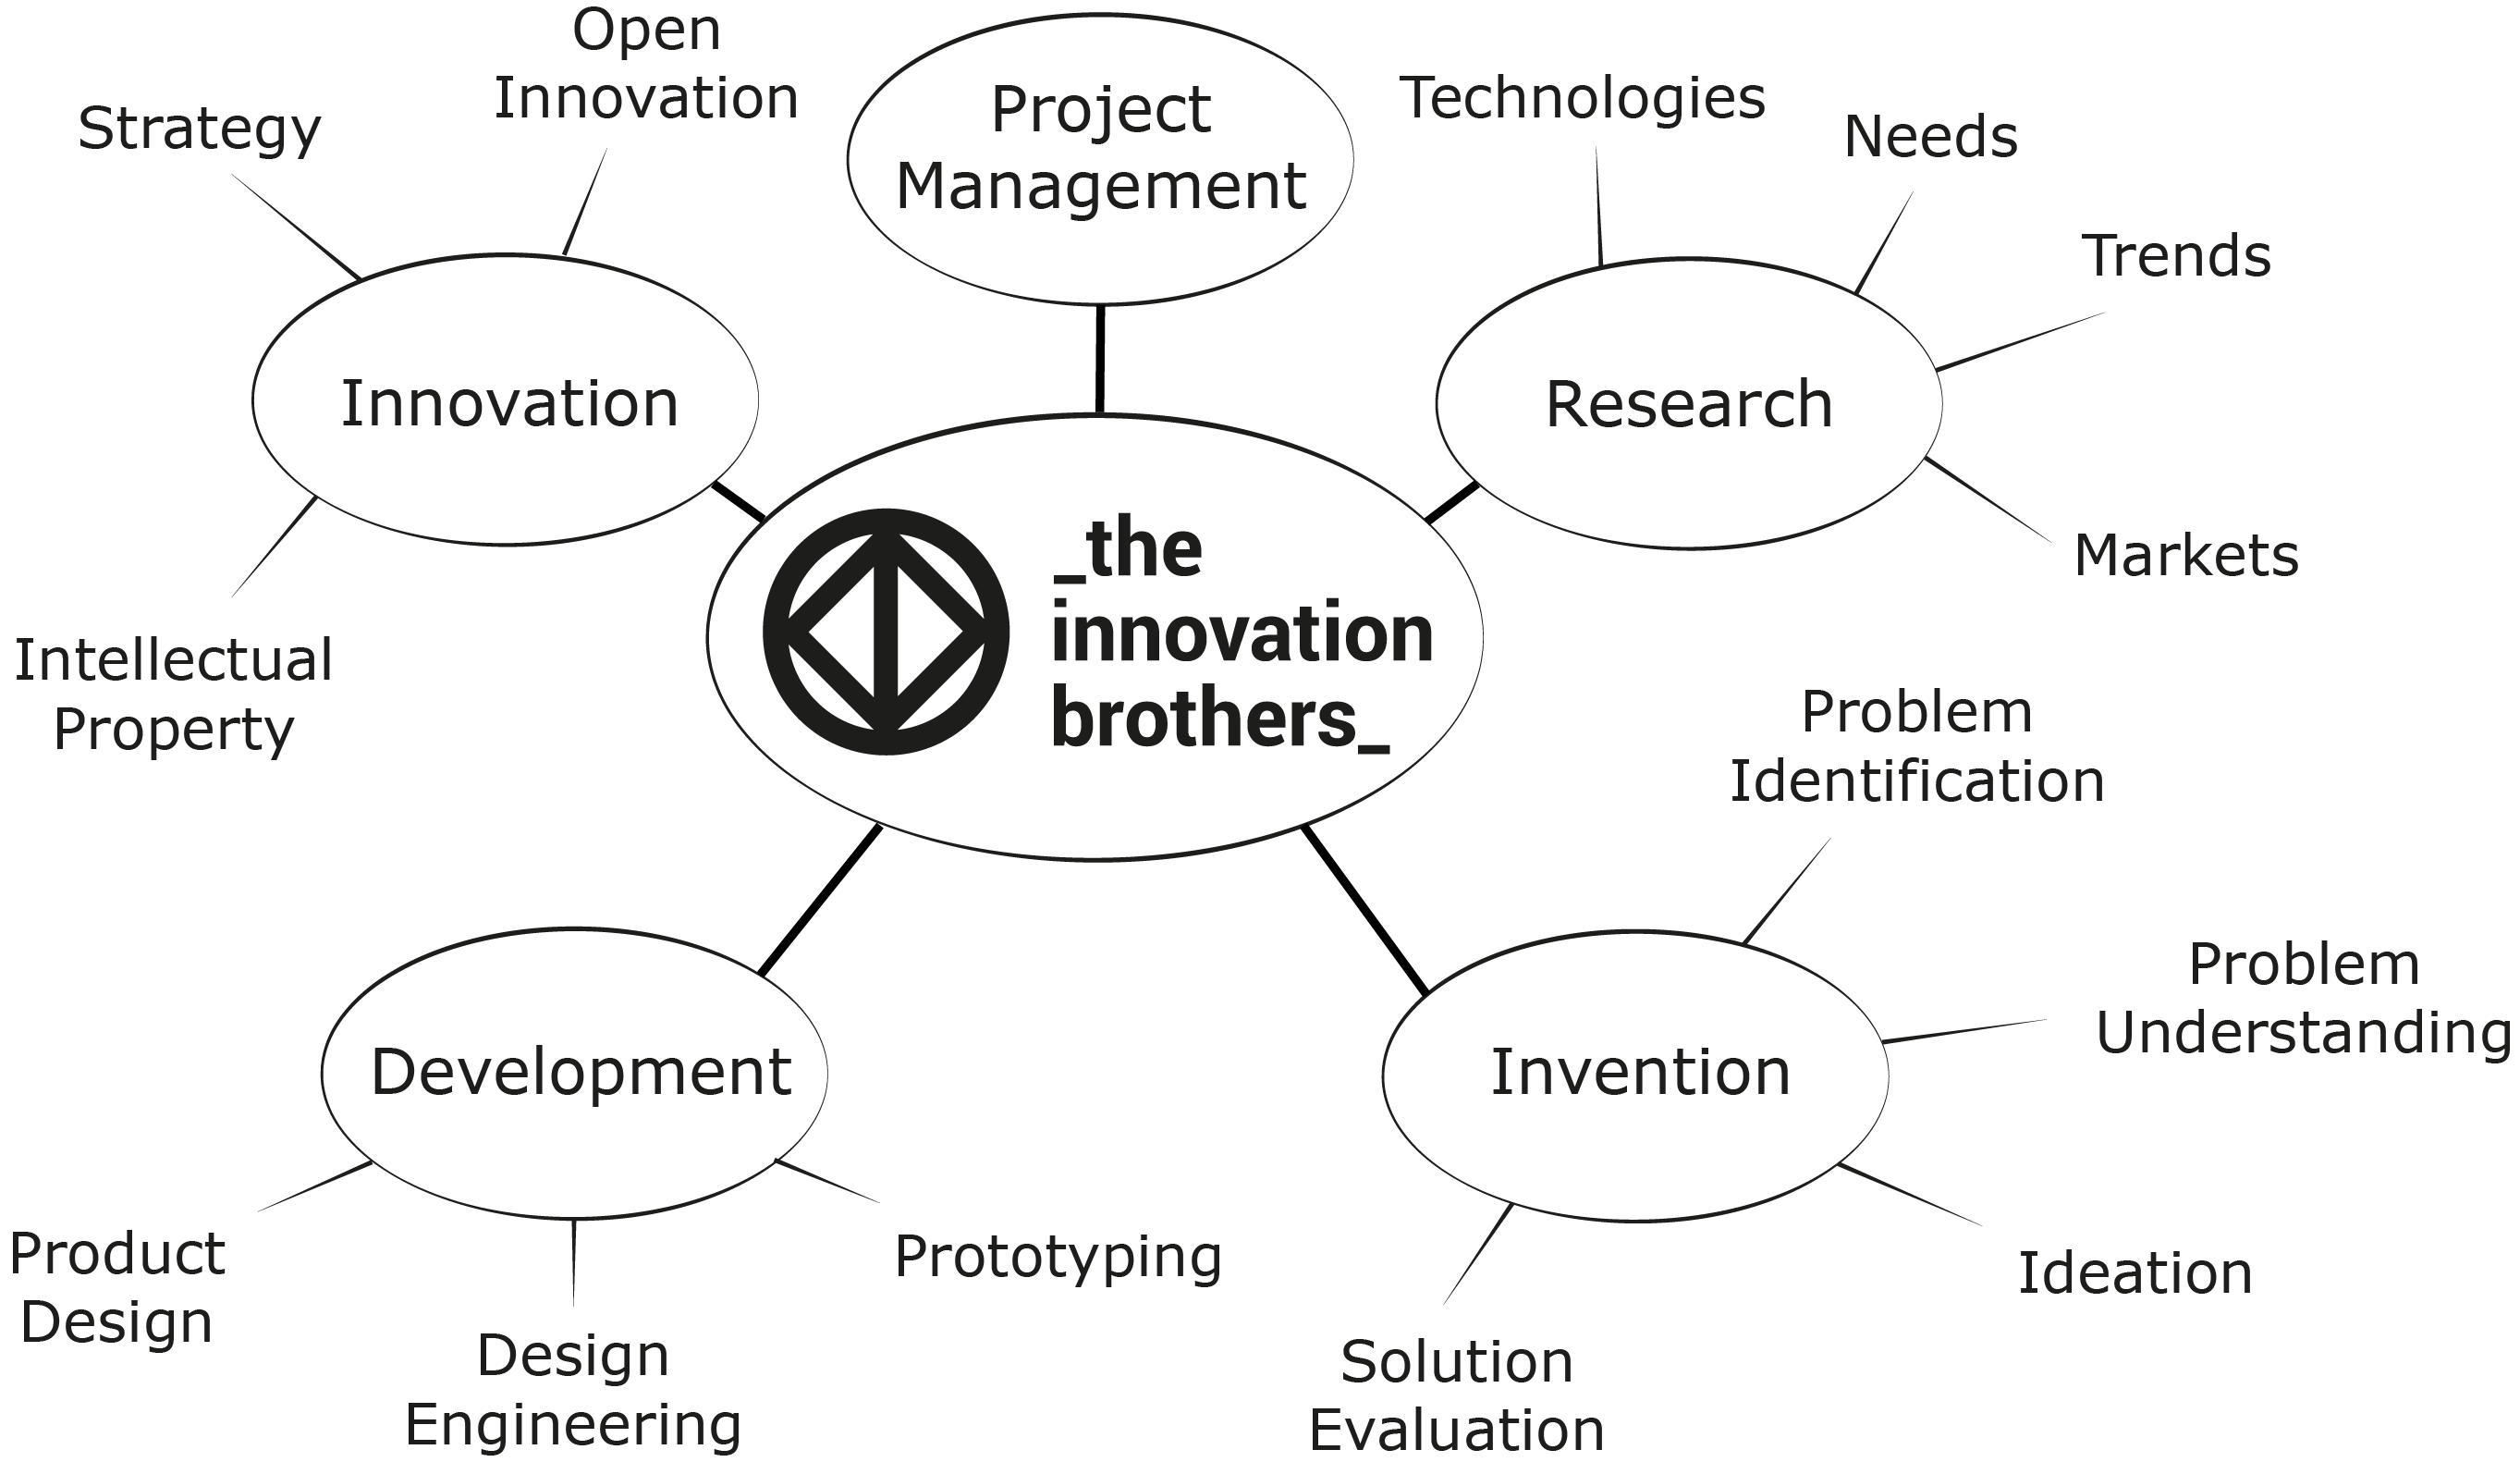 Open
Innovation
Strategy
Project
Management
Technologies
Needs
Trends
Innovation
Research
Markets
_the
innovation
brothers_
Intellectual
Property
Problem
Identification
Problem
Understanding
Development
Invention
Product
Design
Prototyping
Ideation
Design
Engineering
Solution
Evaluation